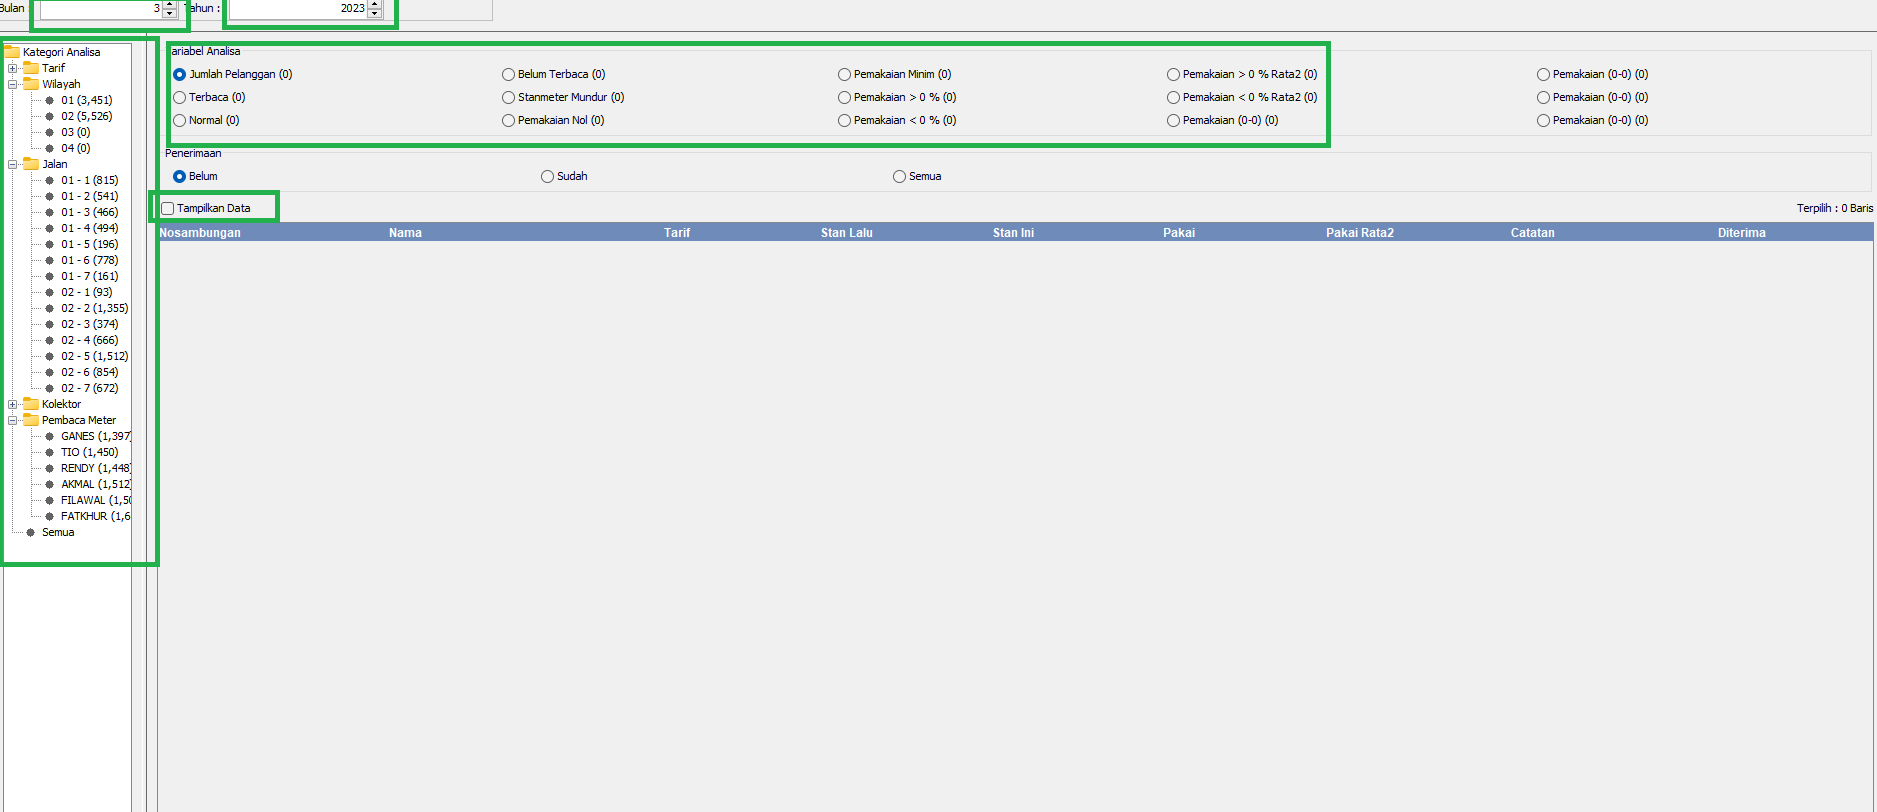 Bulan : 3 Tahun : 2023
Kategori Analisa
Tarif
Wilayah
01 (3,451)
02 (5,526)
03 (0)
04 (0)
Jalan
01 - 1 (815)
01 - 2 (541)
01 - 3 (466)
01 - 4 (494)
01 - 5 (196)
01 - 6 (778)
01 - 7 (161)
02 - 1 (93)
02 - 2 (1,355)
02 - 3 (374)
02 - 4 (666)
02 - 5 (1,512)
02 - 6 (854)
02 - 7 (672)
Kolektor
Pembaca Meter
GANES (1,397)
TIO (1,450)
RENDY (1,448)
AKMAL (1,512)
FILAWAL (1,50
FATKHUR (1,6
Semua
ariabel Analisa
Jumlah Pelanggan (0) Belum Terbaca (0) Pemakaian Minim (0) Pemakaian > 0 % Rata2 (0) Pemakaian (0-0) (0)
Terbaca (0) Stanmeter Mundur (0) Pemakaian > 0 % (0) Pemakaian < 0 % Rata2 (0) Pemakaian (0-0) (0)
Normal (0) Pemakaian Nol (0) Pemakaian < 0 % (0) Pemakaian (0-0) (0) Pemakaian (0-0) (0)
Penerimaan
Belum Sudah Semua
Tampilkan Data Terpilih : 0 Baris
Nosambungan Nama Tarif Stan Lalu Stan Ini Pakai Pakai Rata2 Catatan Diterima